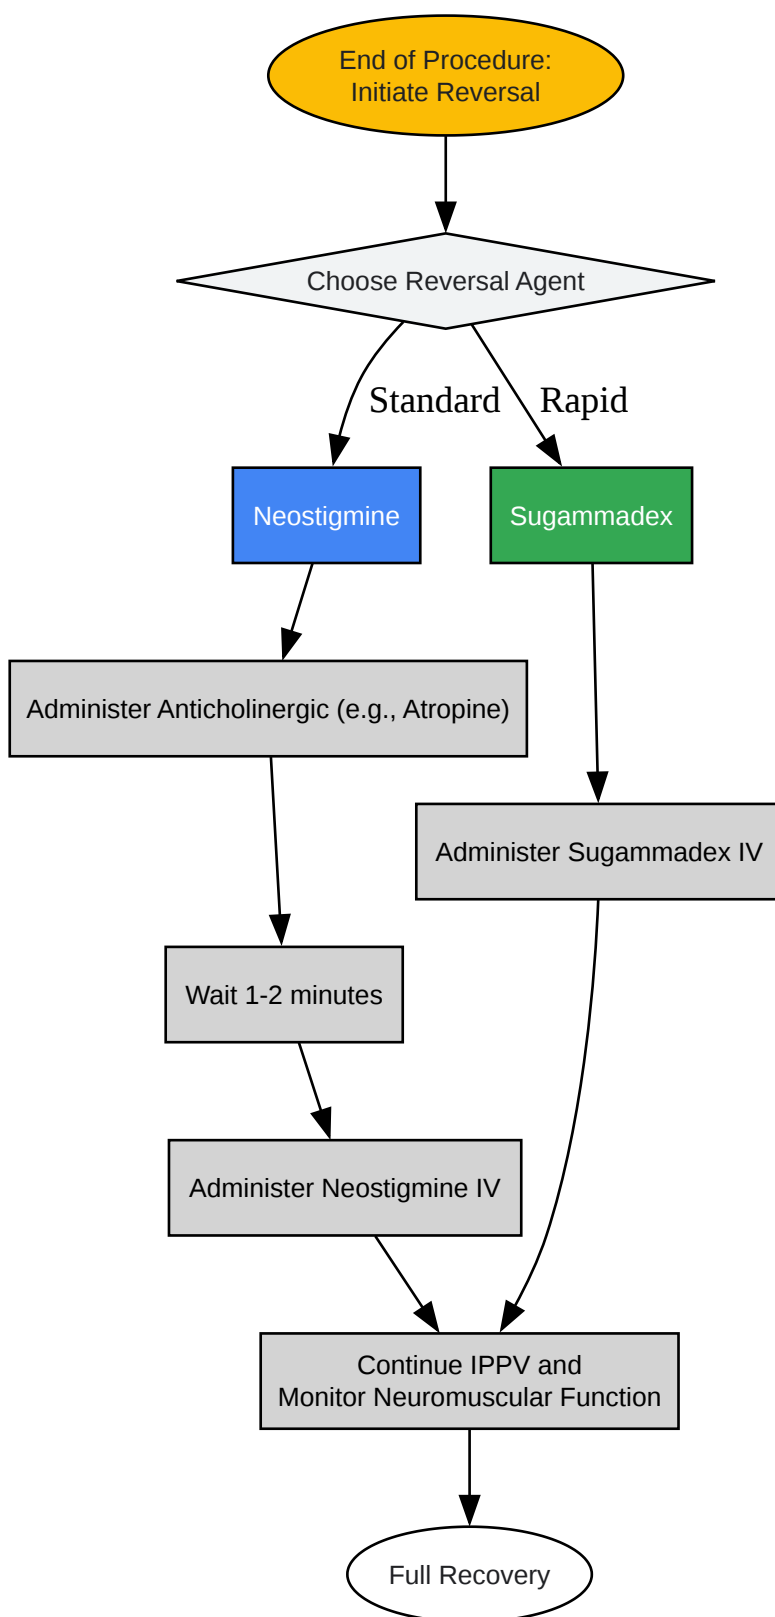 End of Procedure:
Initiate Reversal
Choose Reversal Agent
Standard
Rapid
Neostigmine
Sugammadex
Administer Anticholinergic (e.g., Atropine)
Administer Sugammadex IV
Wait 1-2 minutes
Administer Neostigmine IV
Continue IPPV and
Monitor Neuromuscular Function
Full Recovery